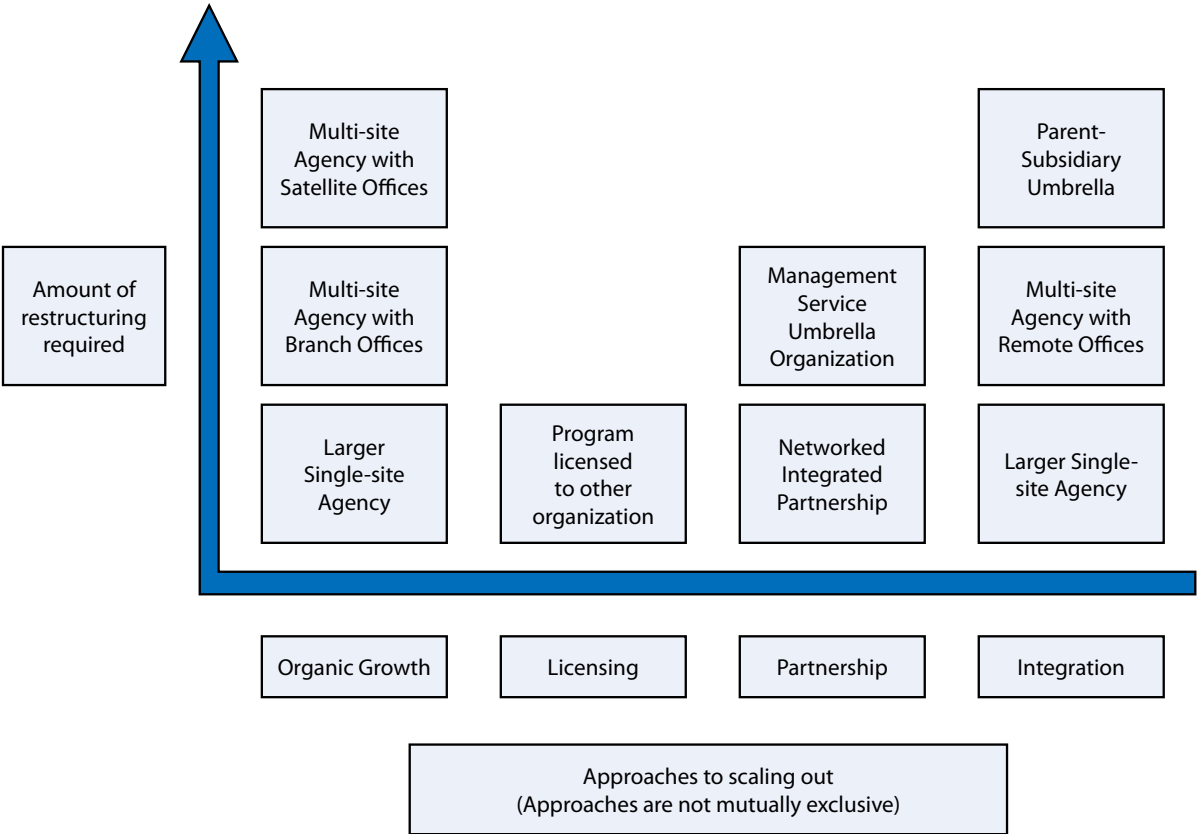 Multi-site
Agency with
Satellite Offices
Parent-
Subsidiary
Umbrella
Amount of
restructuring
required
Multi-site
Agency with
Branch Offices
Management
Service
Umbrella
Organization
Multi-site
Agency with
Remote Offices
Larger
Single-site
Agency
Program
licensed
to other
organization
Networked
Integrated
Partnership
Larger Single-
site Agency
Organic Growth
Licensing
Partnership
Integration
Approaches to scaling out
(Approaches are not mutually exclusive)